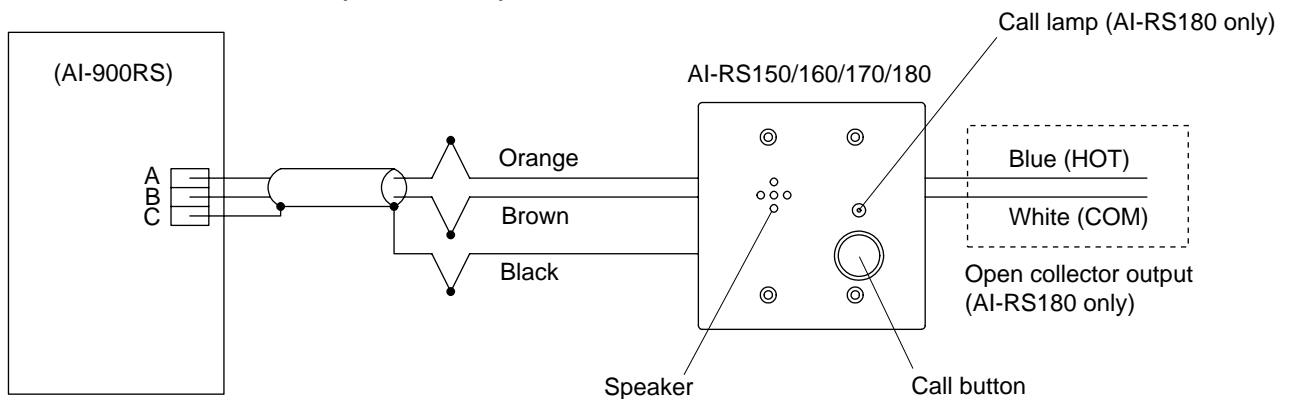 Call lamp (AI-RS180 only)
(AI-900RS)
AI-RS150/160/170/180
A
B
C
Orange
Brown
Black
Blue (HOT)
White (COM)
Open collector output
(AI-RS180 only)
Speaker
Call button